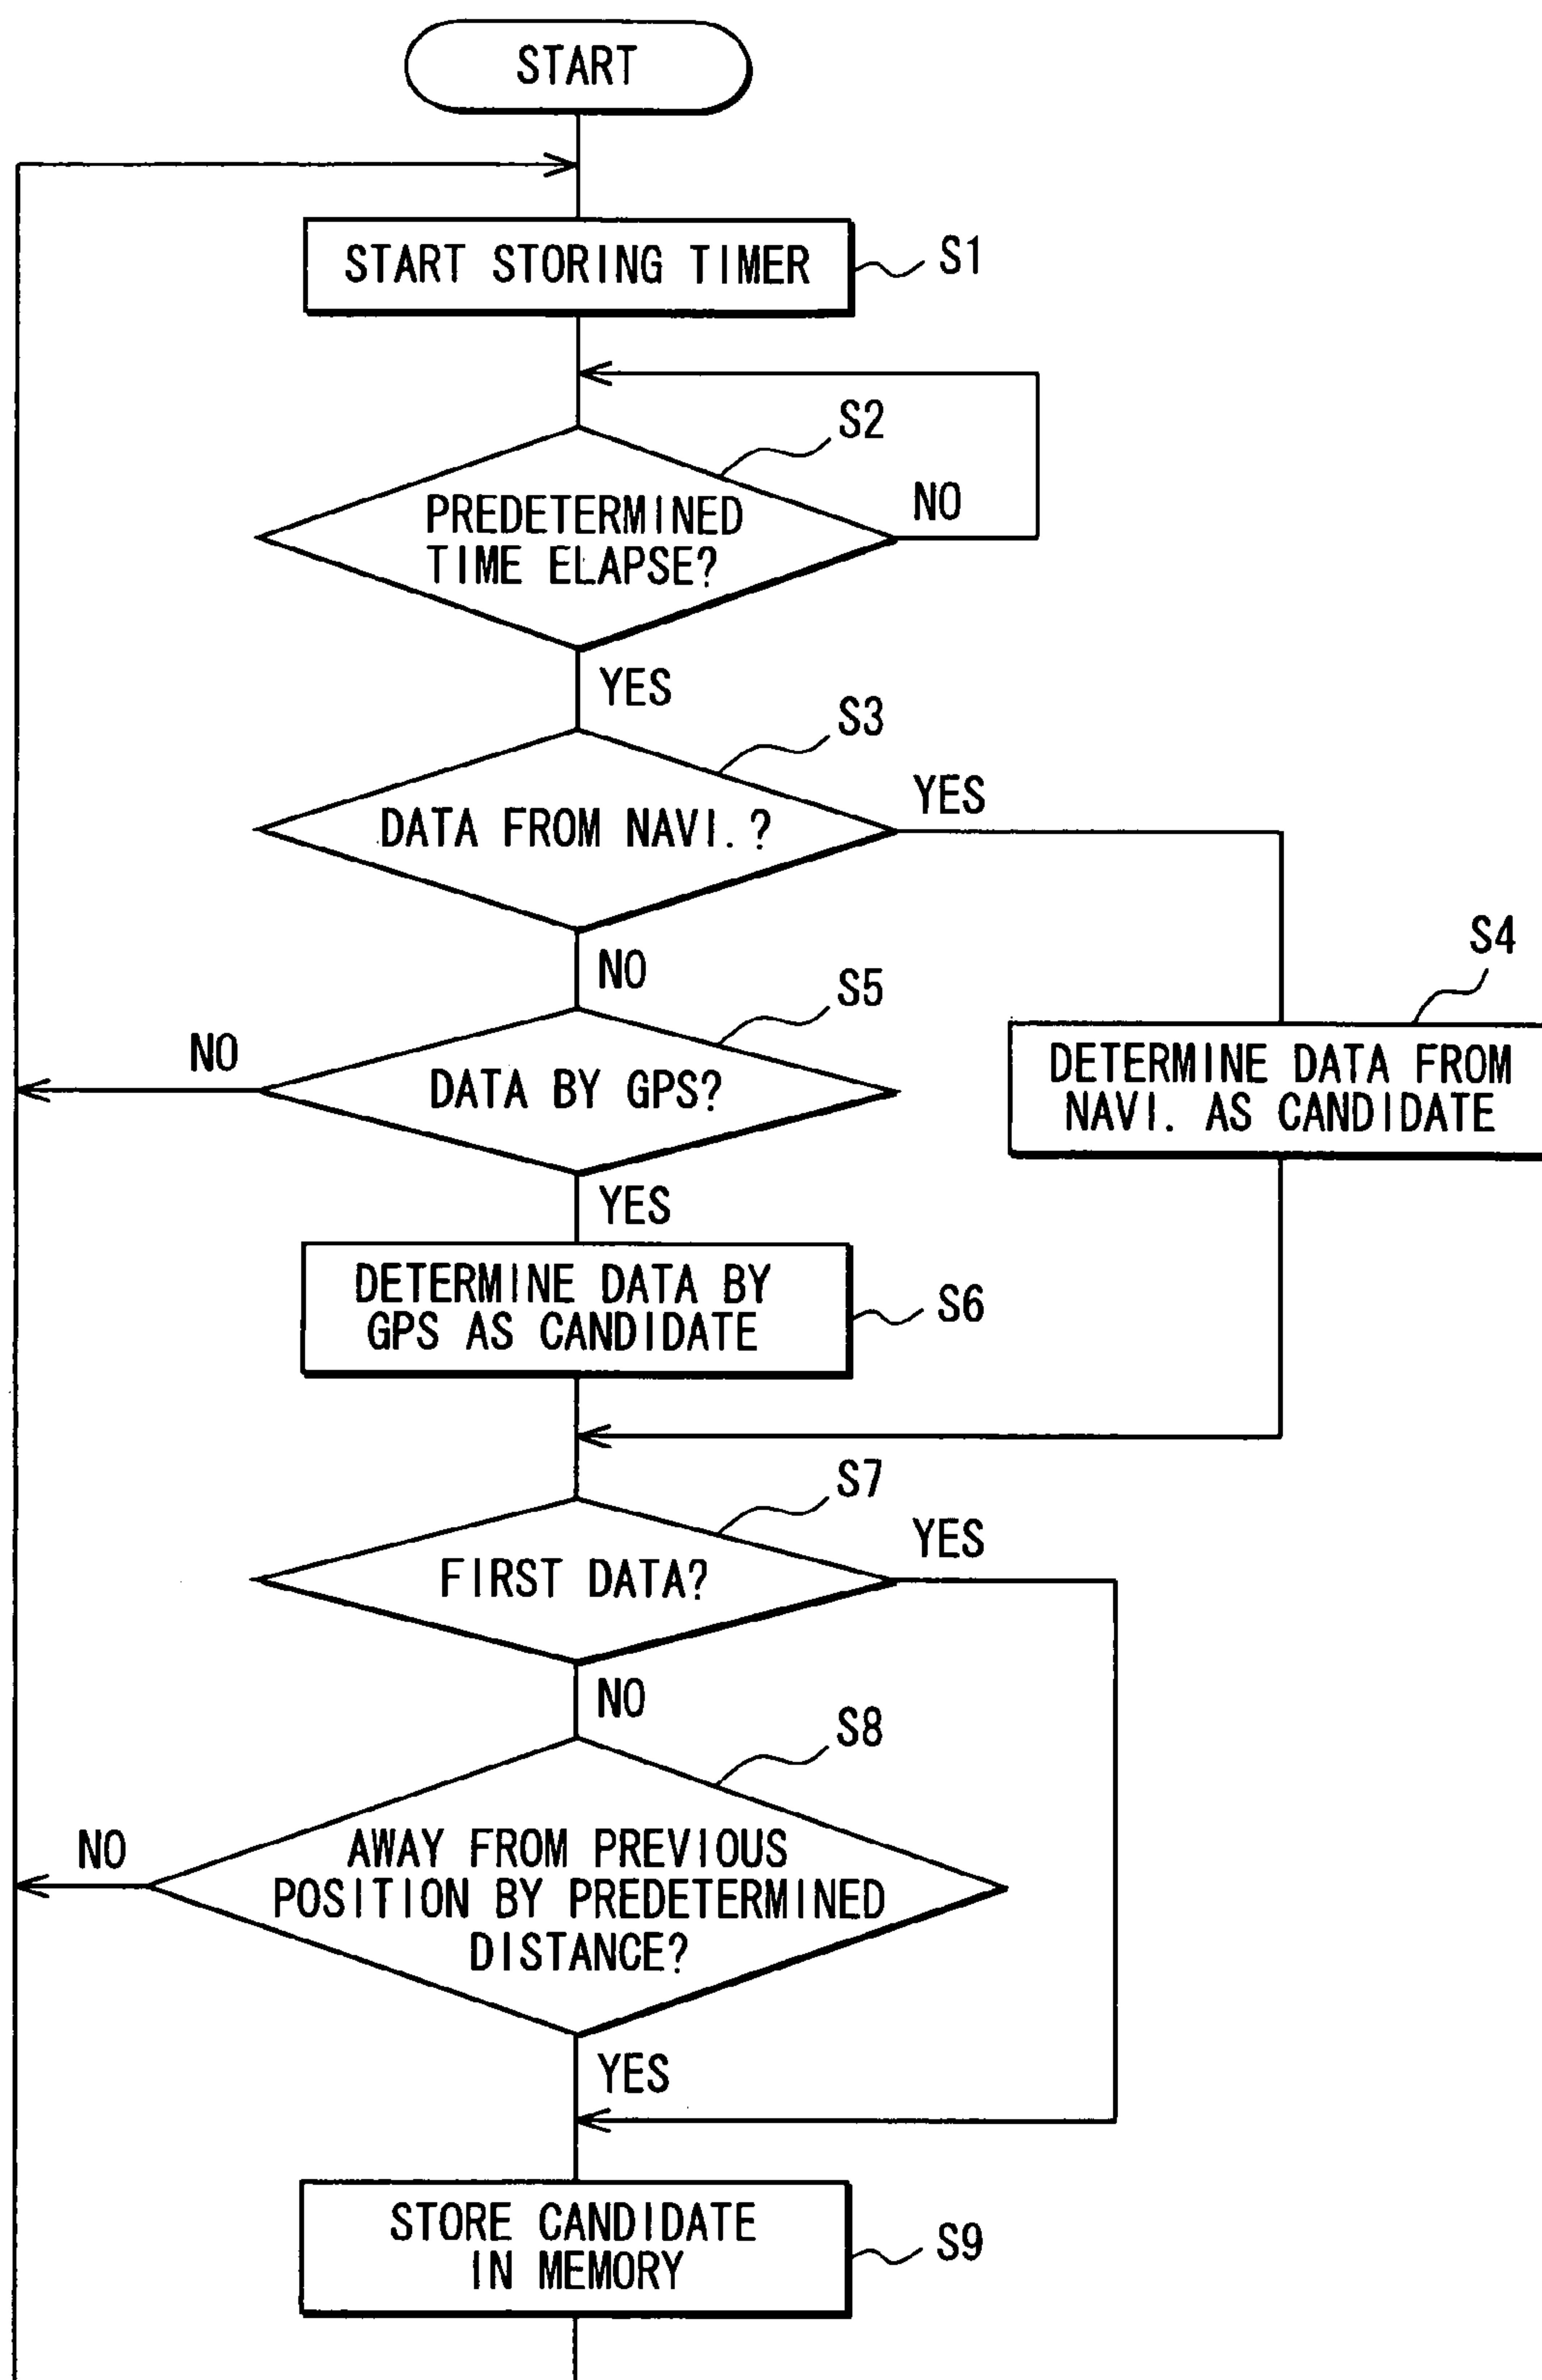 START
START STORING TIMER
S1
S2
PREDETERMINED
TIME ELAPSE?
NO
YES
S3
DATA FROM NAVI. ?
YES
NO
S4
DETERMINE DATA FROM
NAVI. AS CANDIDATE
S5
DATA BY GPS?
NO
YES
DETERMINE DATA BY
GPS AS CANDIDATE
S6
S7
FIRST DATA?
YES
NO
S8
AWAY FROM PREVIOUS
POSITION BY PREDETERMINED
DISTANCE?
NO
YES
STORE CANDIDATE
IN MEMORY
S9